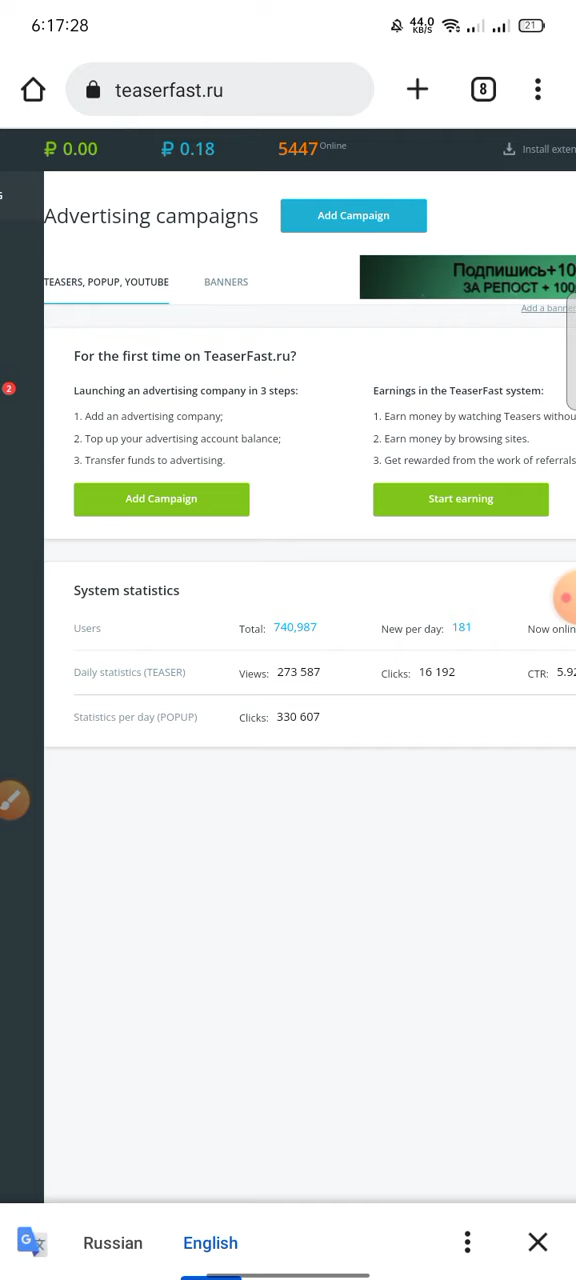 6:17:28
44.0
KB/S
21
teaserfast.ru
8
₽ 0.00
₽ 0.18
5447 Online
Install exten
G
Advertising campaigns
Add Campaign
TEASERS, POPUP, YOUTUBE
BANNERS
Подпишись+10
ЗА РЕПОСТ + 100
Add a banne
For the first time on TeaserFast.ru?
Launching an advertising company in 3 steps:
1. Add an advertising company;
2. Top up your advertising account balance;
3. Transfer funds to advertising.
Add Campaign
Earnings in the TeaserFast system:
1. Earn money by watching Teasers withou
2. Earn money by browsing sites.
3. Get rewarded from the work of referrals
Start earning
2
System statistics
Users
Total: 740,987
New per day: 181
Now onlin
Daily statistics (TEASER)
Views: 273 587
Clicks: 16 192
CTR: 5.92
Statistics per day (POPUP)
Clicks: 330 607
G 文
Russian
English